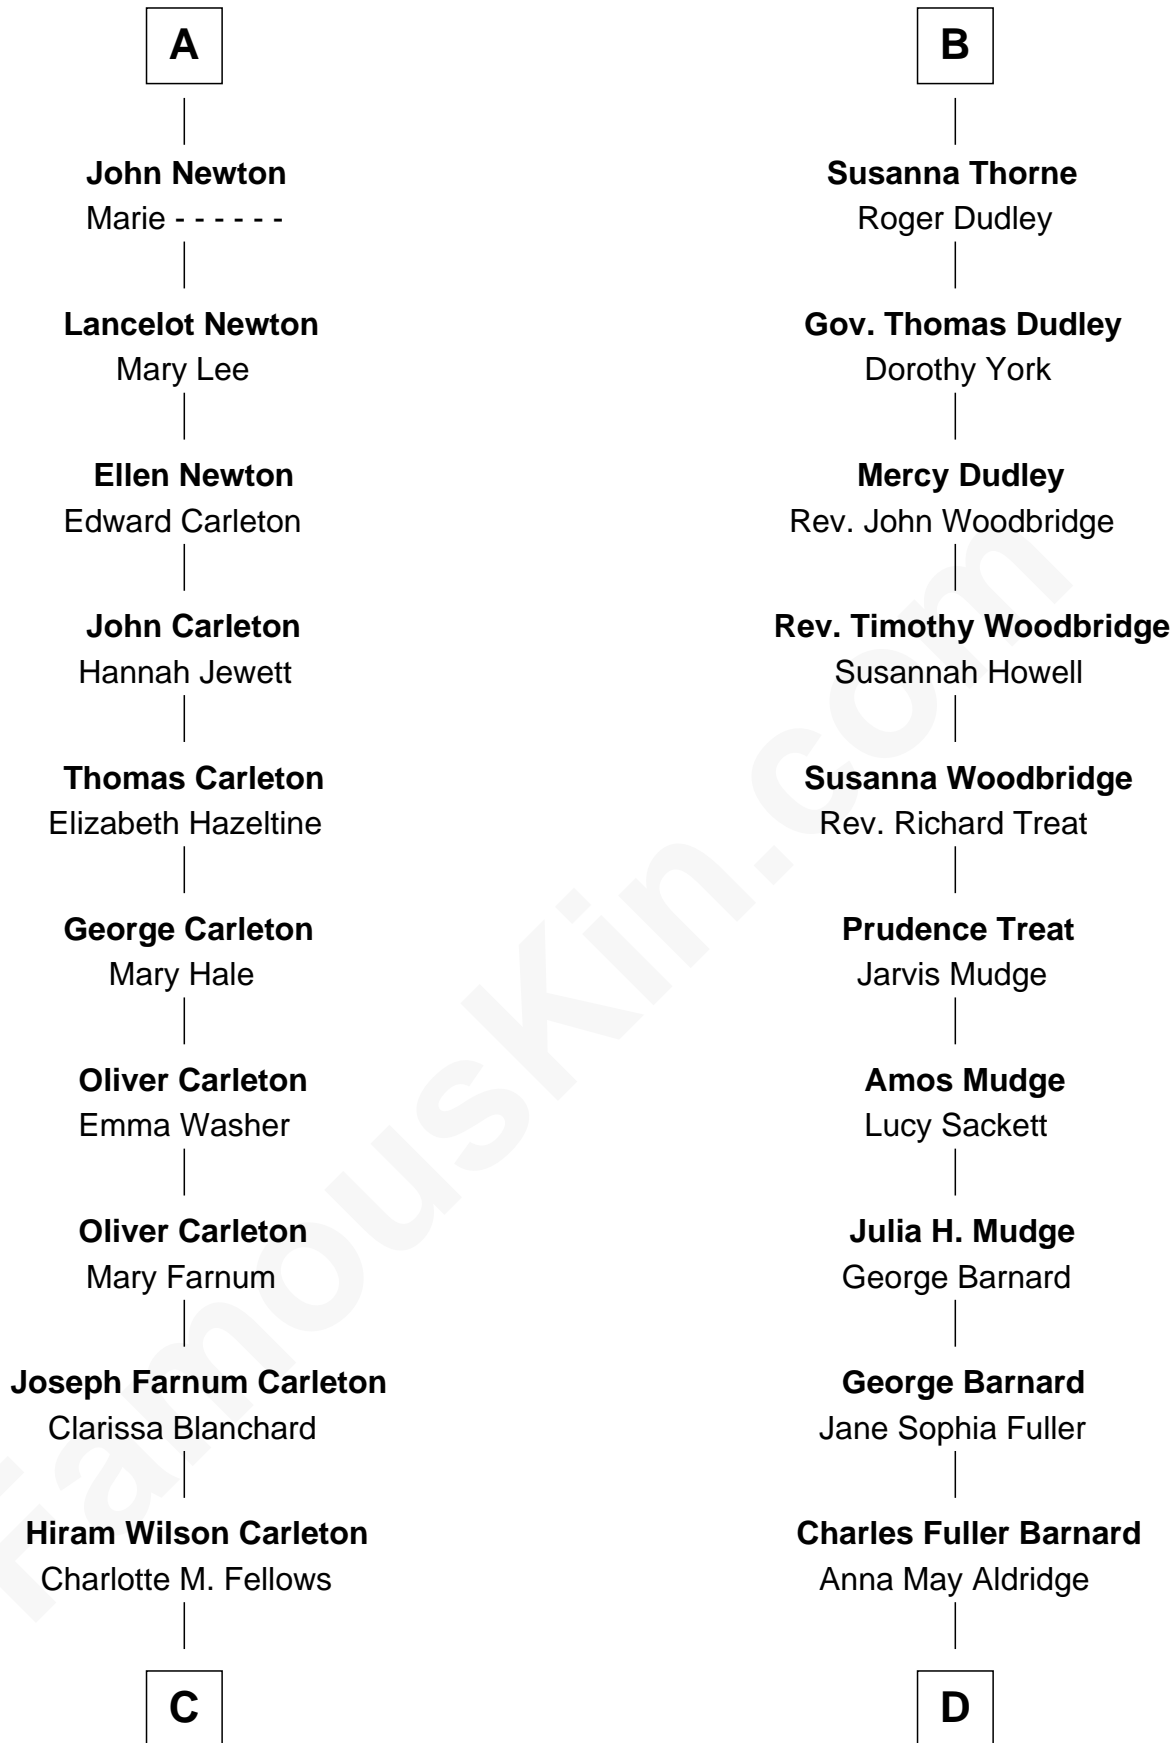 A
John Newton
Marie - - - - - -
Lancelot Newton
Mary Lee
Ellen Newton
Edward Carleton
John Carleton
Hannah Jewett
Thomas Carleton
Elizabeth Hazeltine
George Carleton
Mary Hale
Oliver Carleton
Emma Washer
Oliver Carleton
Mary Farnum
Joseph Farnum Carleton
Clarissa Blanchard
Hiram Wilson Carleton
Charlotte M. Fellows
C
B
Susanna Thorne
Roger Dudley
Gov. Thomas Dudley
Dorothy York
Mercy Dudley
Rev. John Woodbridge
Rev. Timothy Woodbridge
Susannah Howell
Susanna Woodbridge
Rev. Richard Treat
Prudence Treat
Jarvis Mudge
Amos Mudge
Lucy Sackett
Julia H. Mudge
George Barnard
George Barnard
Jane Sophia Fuller
Charles Fuller Barnard
Anna May Aldridge
D
FamousKin.com